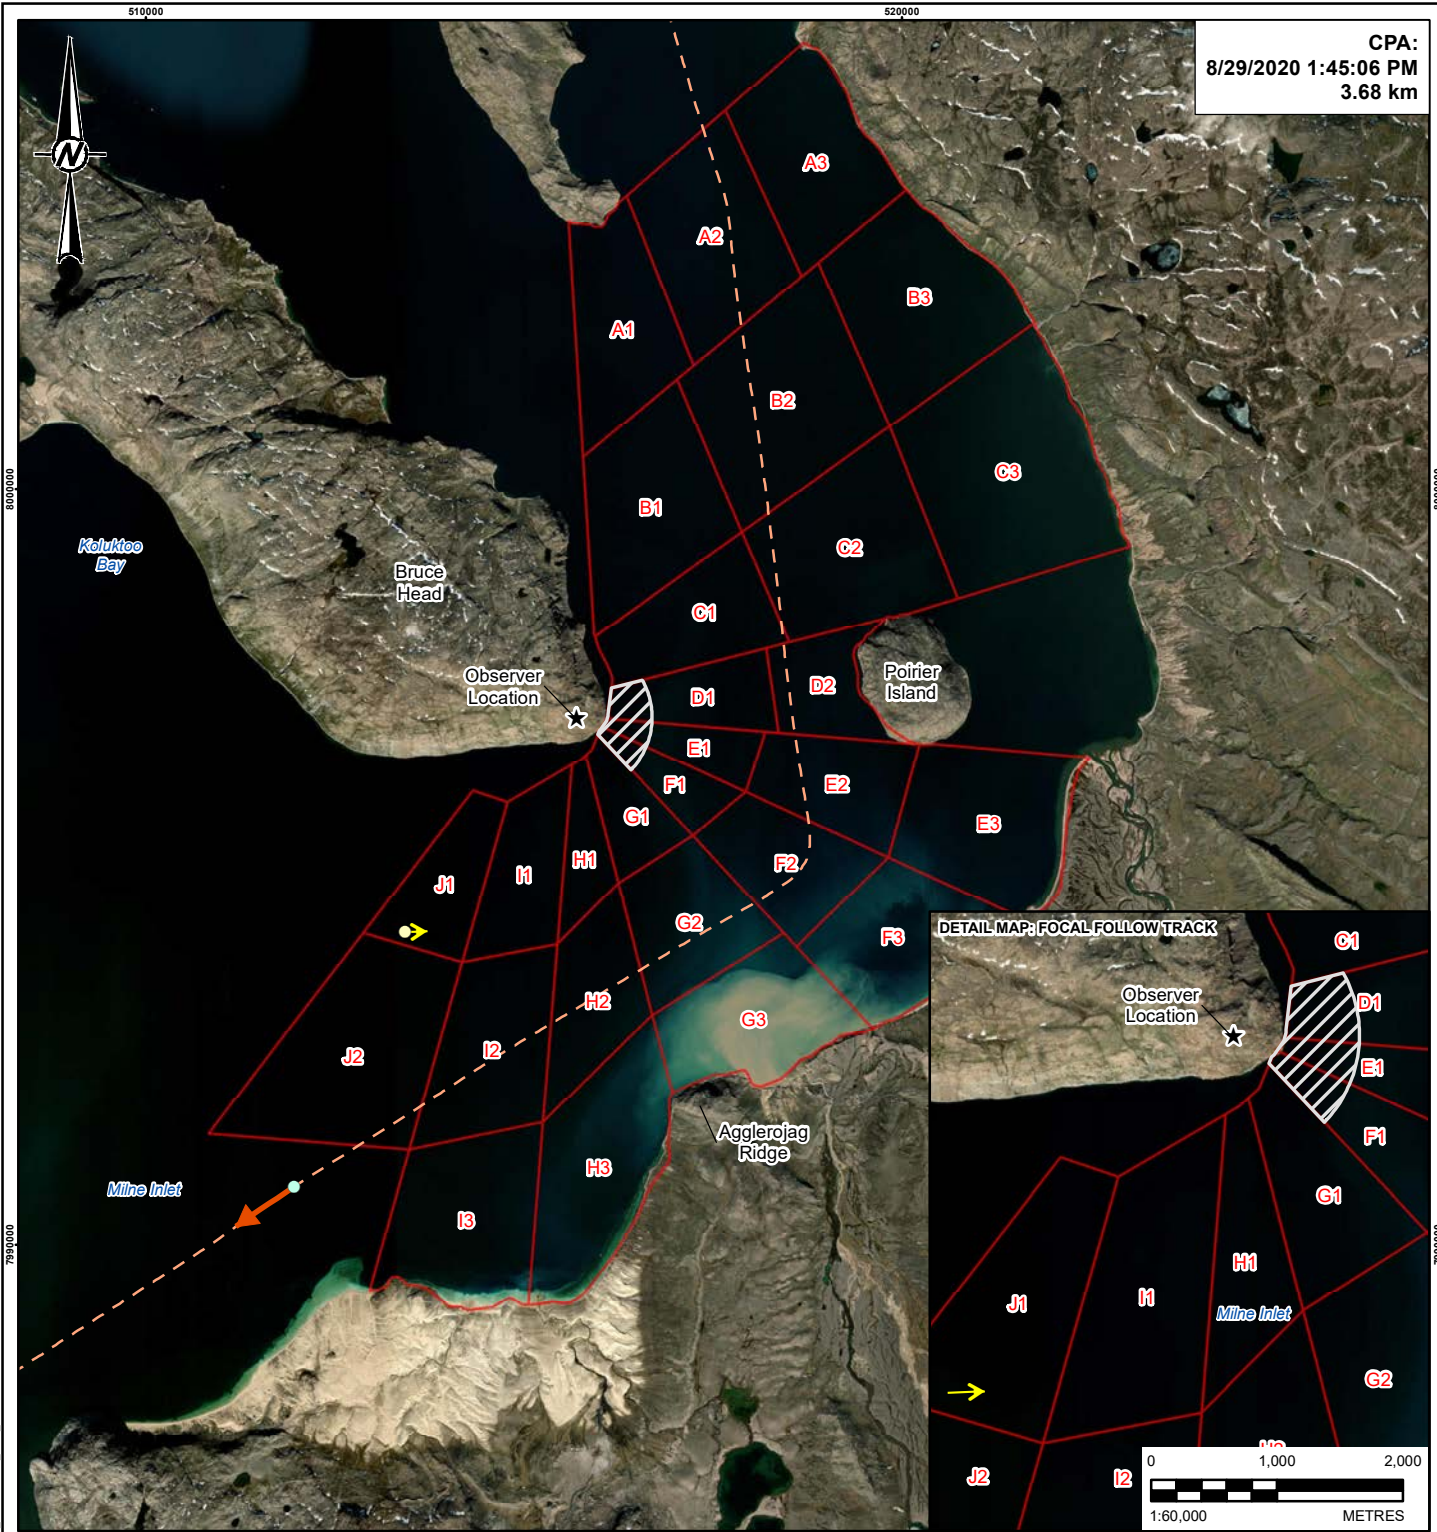 510000
520000
CPA:
8/29/2020 1:45:06 PM
3.68 km
N
A3
A2
B3
A1
B2
8000000
8000000
C3
B1
Koluktoo
Bay
C2
Bruce
Head
C1
Observer
Location
Poirier
Island
D2
D1
E1
F1
E2
G1
E3
H1
F2
I1
J1
G2
F3
H2
G3
I2
J2
Agglerojag
Ridge
H3
Milne Inlet
I3
7990000
7990000
DETAIL MAP: FOCAL FOLLOW TRACK
C1
Observer
Location
D1
E1
F1
G1
H1
I1
J1
Milne Inlet
G2
H2
J2
I2
0 1,000 2,000
1:60,000 METRES